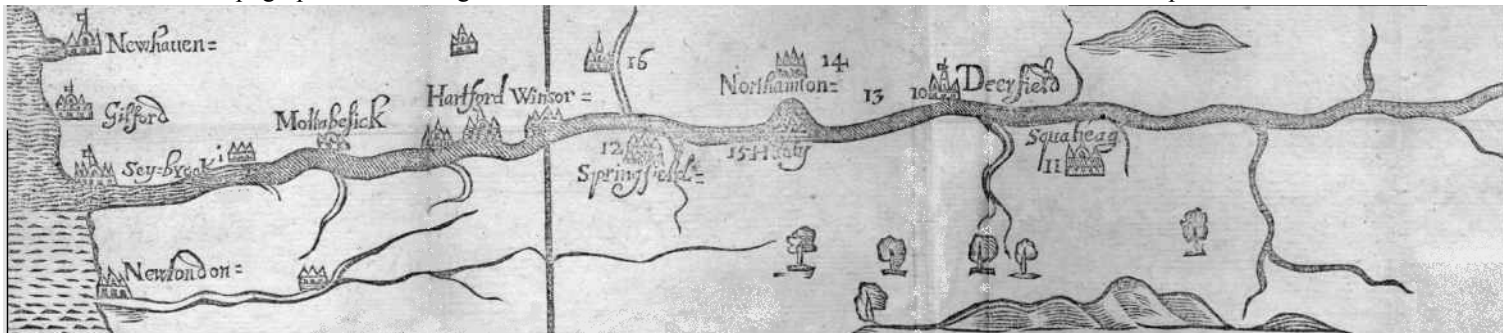 Newhauen=
Gilford
Sey=brook
i
Mattabesick
Hartford
Winsor=
16
12
Springfield=
Northamton=
14
13
15 Hadly
10
Deerfield
Squaheag
11
Newlondon=